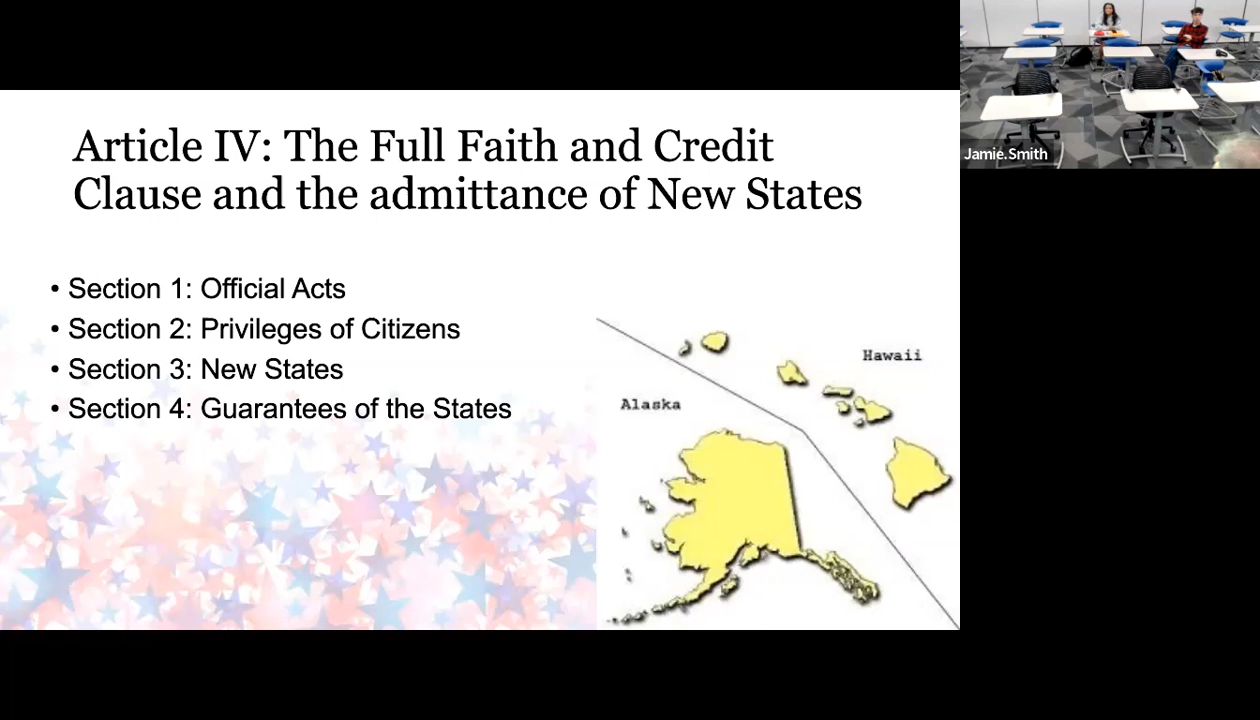 Article IV: The Full Faith and Credit
Clause and the admittance of New States
• Section 1: Official Acts
• Section 2: Privileges of Citizens
• Section 3: New States
• Section 4: Guarantees of the States
Hawaii
Alaska
Jamie.Smith